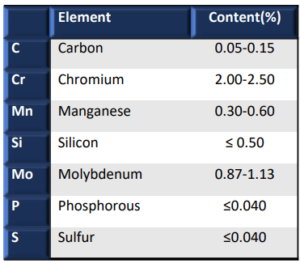 Element Content(%)
C Carbon 0.05-0.15
Cr Chromium 2.00-2.50
Mn Manganese 0.30-0.60
Si Silicon ≤ 0.50
Mo Molybdenum 0.87-1.13
P Phosphorous ≤0.040
S Sulfur ≤0.040